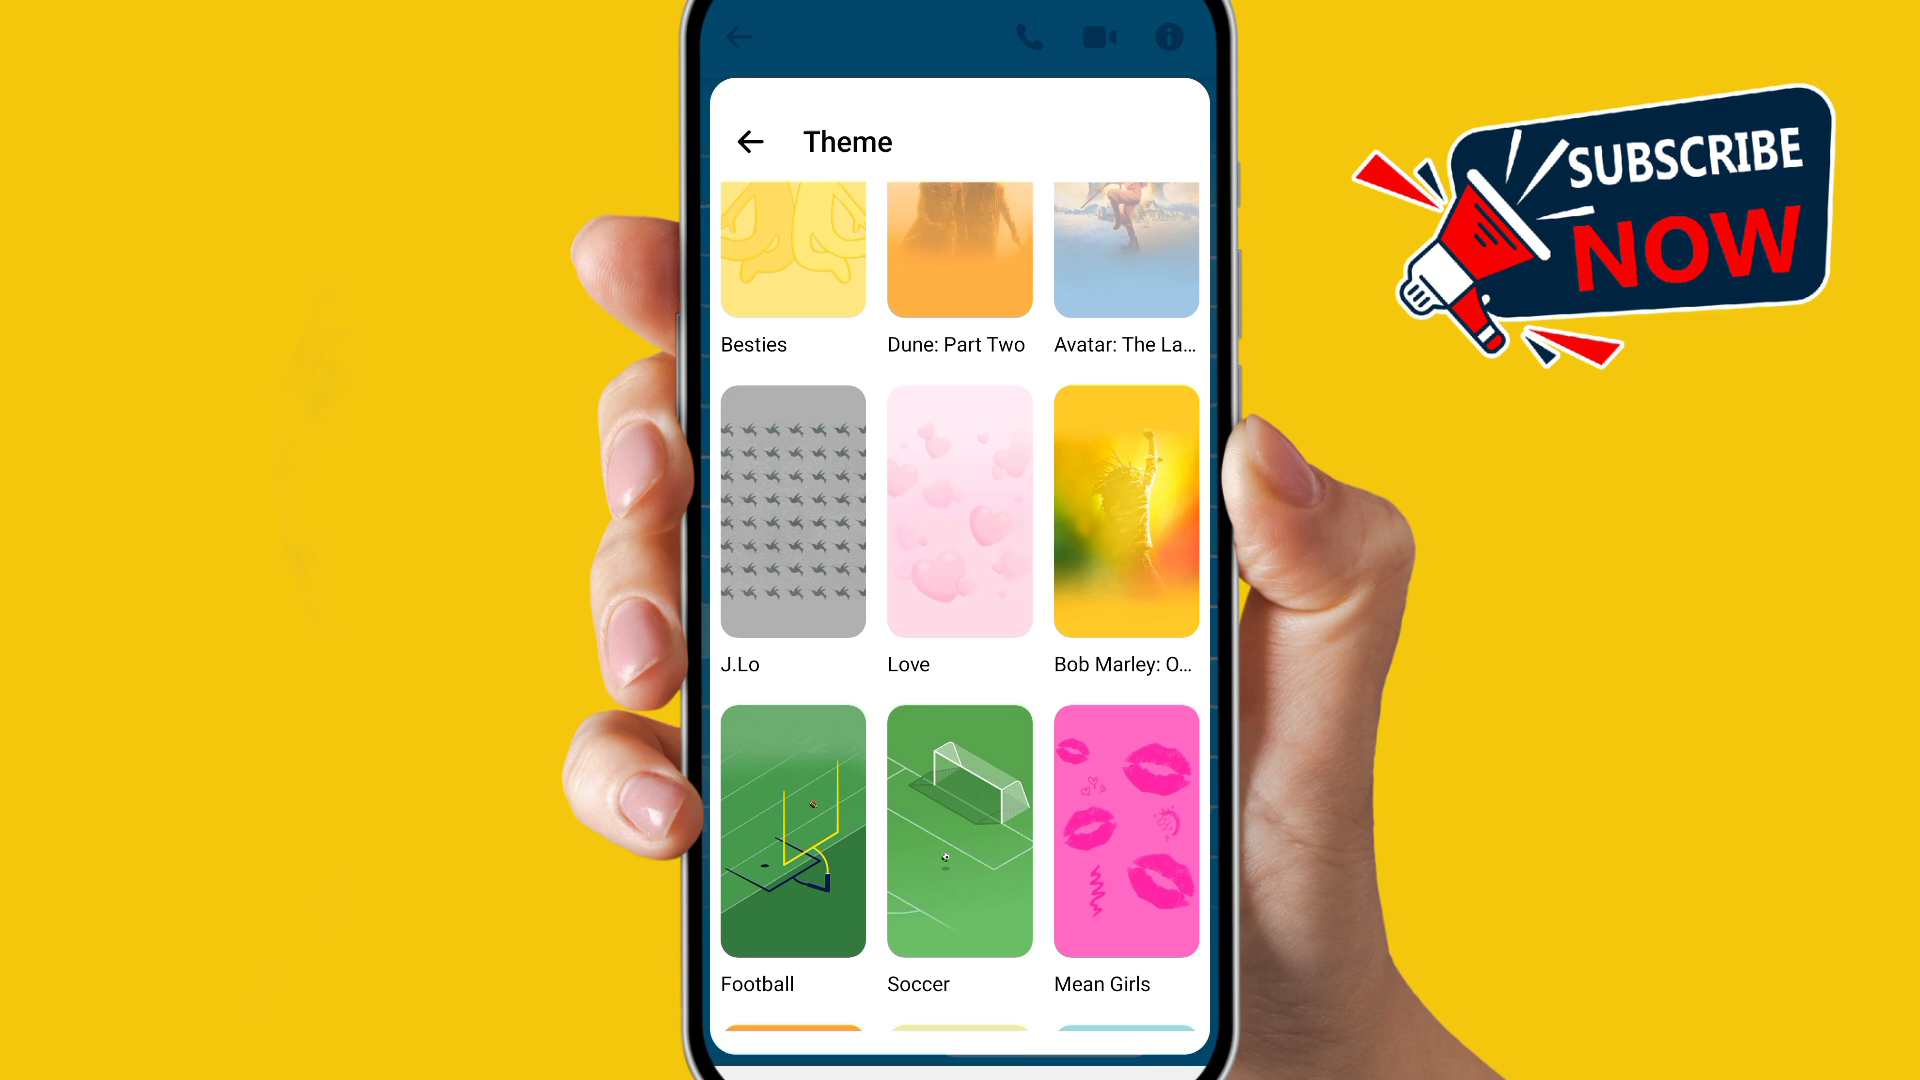 Theme
Besties
Dune: Part Two
Avatar: The La...
J.Lo
Love
Bob Marley: O...
Football
Soccer
Mean Girls
SUBSCRIBE
NOW